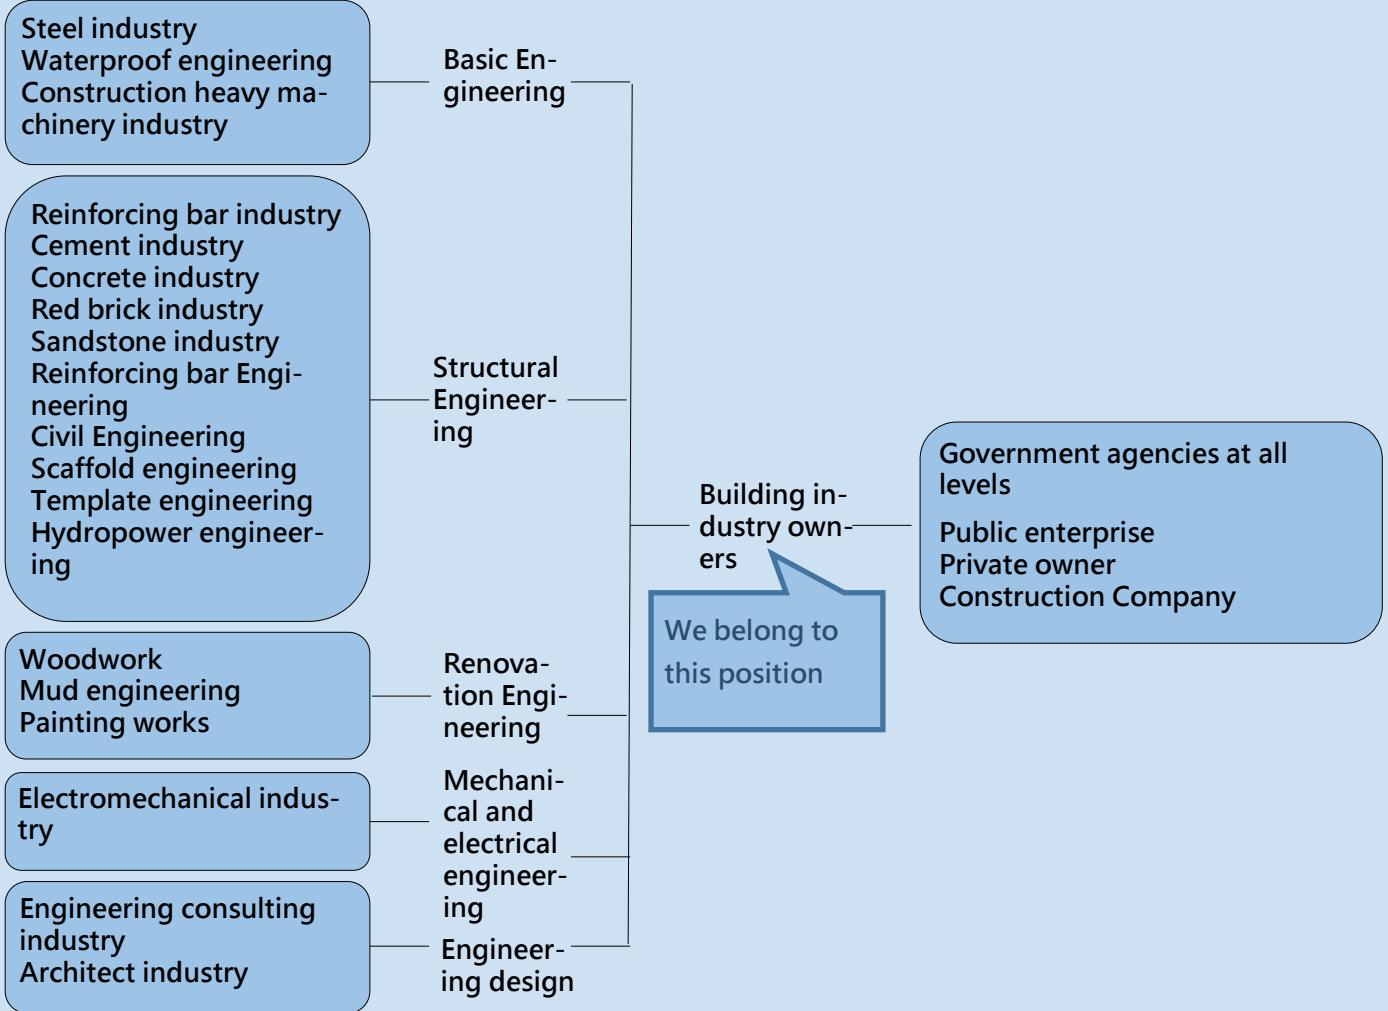 Steel industry
Waterproof engineering
Construction heavy ma-
chinery industry
Basic En-
gineering
Reinforcing bar industry
Cement industry
Concrete industry
Red brick industry
Sandstone industry
Reinforcing bar Engi-
neering
Civil Engineering
Scaffold engineering
Template engineering
Hydropower engineer-
ing
Structural
Engineer-
ing
Woodwork
Mud engineering
Painting works
Renova-
tion Engi-
neering
Electromechanical indus-
try
Mechani-
cal and
electrical
engineer-
ing
Engineering consulting
industry
Architect industry
Engineer-
ing design
Building in-
dustry own-
ers
We belong to
this position
Government agencies at all
levels
Public enterprise
Private owner
Construction Company